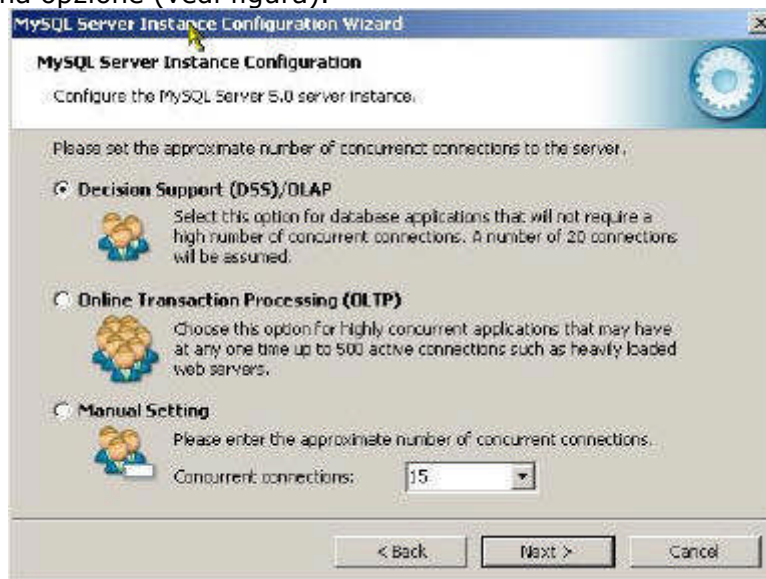 na opzione (vedi figura).
MySQL Server Instance Configuration Wizard
MySQL Server Instance Configuration
Configure the MySQL Server 5.0 server instance.
Please set the approximate number of concurrenct connections to the server.
Decision Support (DSS)/OLAP
Select this option for database applications that will not require a
high number of concurrent connections. A number of 20 connections
will be assumed.
Online Transaction Processing (OLTP)
Choose this option for highly concurrent applications that may have
at any one time up to 500 active connections such as heavily loaded
web servers.
Manual Setting
Please enter the approximate number of concurrent connections.
Concurrent connections: 15
< Back Next > Cancel